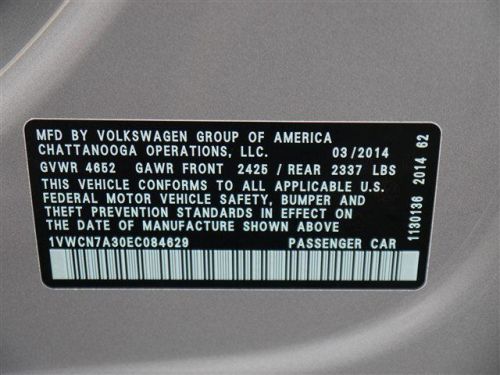 MFD BY VOLKSWAGEN GROUP OF AMERICA
CHATTANOOGA OPERATIONS, LLC. 03/2014
GVWR 4652 GAWR FRONT 2425 / REAR 2337 LBS
THIS VEHICLE CONFORMS TO ALL APPLICABLE U.S.
FEDERAL MOTOR VEHICLE SAFETY, BUMPER AND
THEFT PREVENTION STANDARDS IN EFFECT ON
THE DATE OF MANUFACTURE SHOWN ABOVE.
1VWCN7A30EC084629 PASSENGER CAR
1130136 2014 62